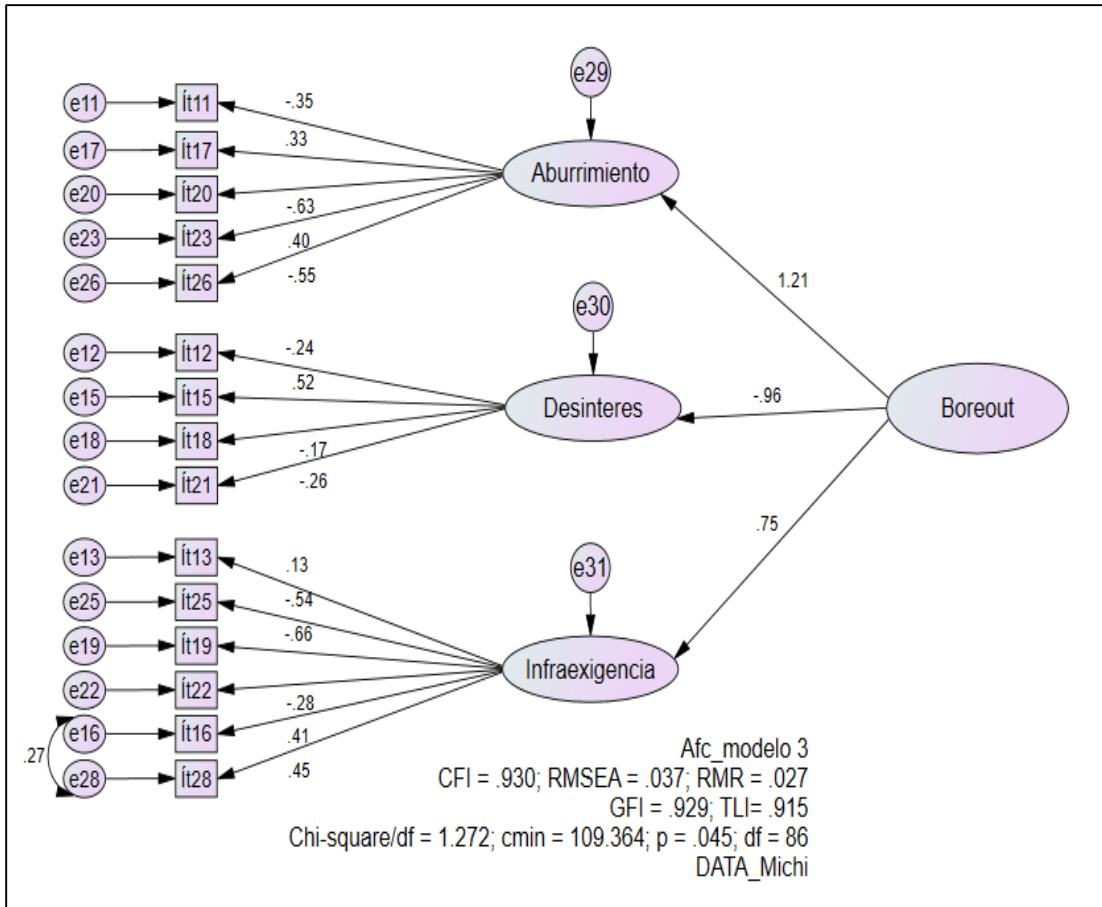 e29
e11 Ít11 -.35
e17 Ít17 .33
Aburrimiento
e20 Ít20
-.63
e23 Ít23
.40
e26 Ít26 -.55
1.21
e30
e12 Ít12 -.24
e15 Ít15 .52
Desinteres -.96 Boreout
e18 Ít18
-.17
e21 Ít21 -.26
.75
e13 Ít13 .13
e31
e25 Ít25 -.54
e19 Ít19 -.66
Infraexigencia
e22 Ít22
-.28
e16 Ít16
.27 .41
e28 Ít28 .45
Afc_modelo 3
CFI = .930; RMSEA = .037; RMR = .027
GFI = .929; TLI= .915
Chi-square/df = 1.272; cmin = 109.364; p = .045; df = 86
DATA_Michi